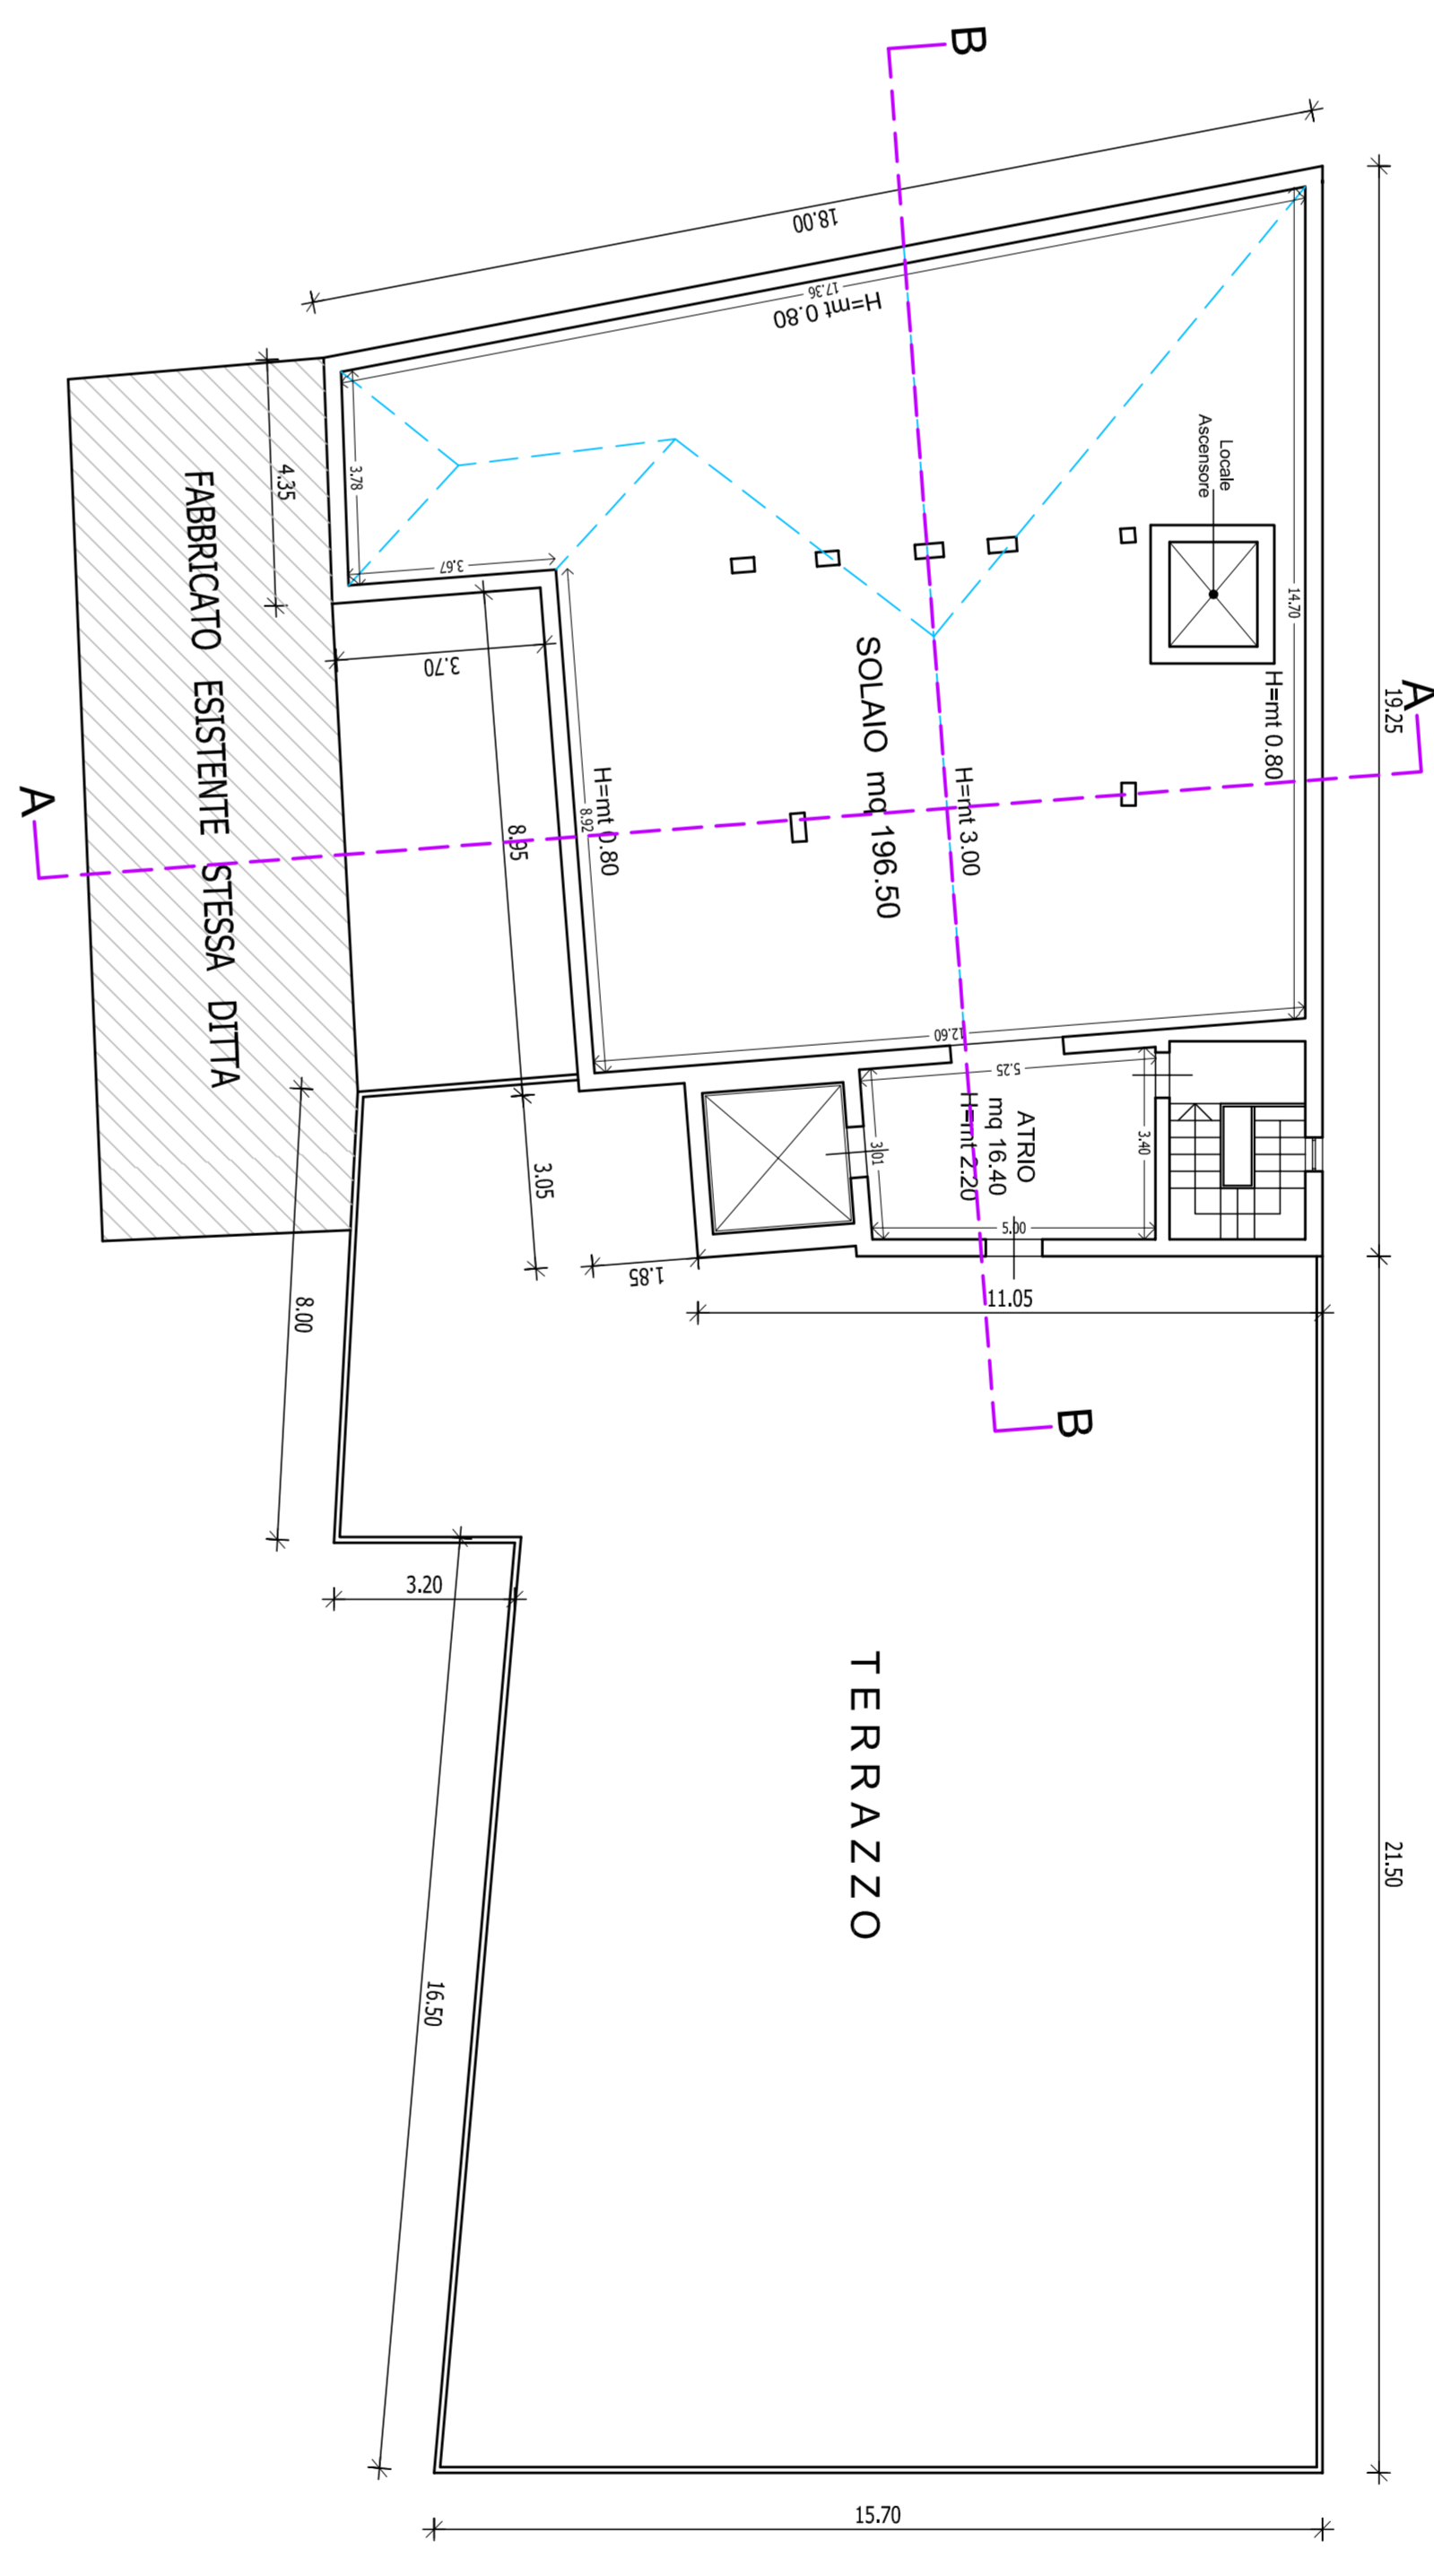 B
18.00
17.36
H=mt 0.80
4.35
3.78
3.67
3.70
FABBRICATO ESISTENTE STESSA DITTA
Locale
Ascensore
14.70
H=mt 0.80
A
19.25
SOLAIO mq 196.50
H=mt 3.00
H=mt 0.80
8.92
8.95
A
12.60
5.25
ATRIO
mq 16.40
H=mt 2.20
3.40
3.01
5.00
3.05
1.85
11.05
8.00
B
3.20
TERRAZZO
21.50
16.50
15.70